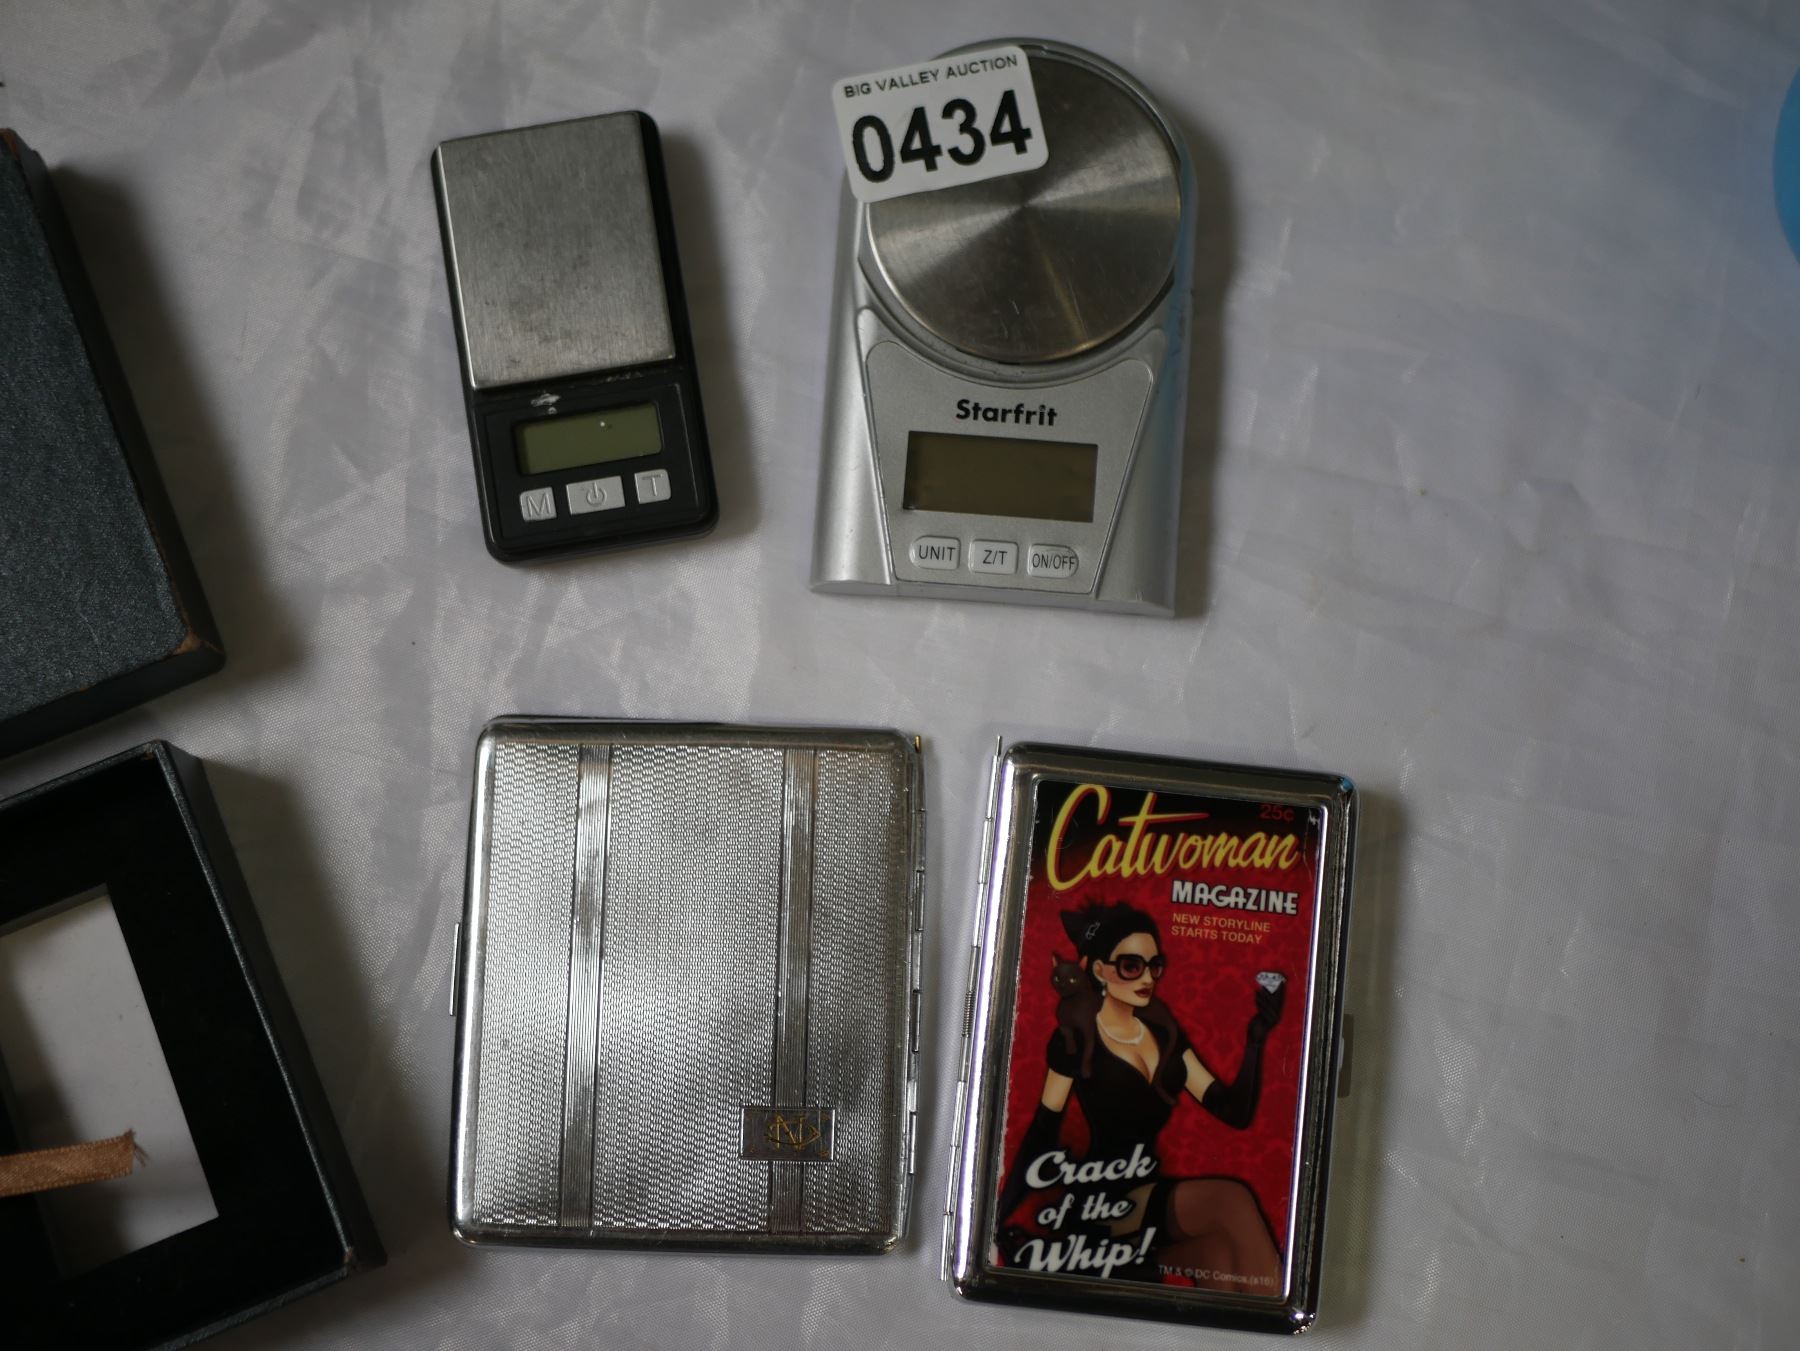 BIG VALLEY AUCTION
0434
Starfrit
M
T
UNIT
Z/T
ON/OFF
25¢
Catwoman
MAGAZINE
NEW STORYLINE
STARTS TODAY
Crack
of the
Whip!
TM & © DC Comics.(s16)